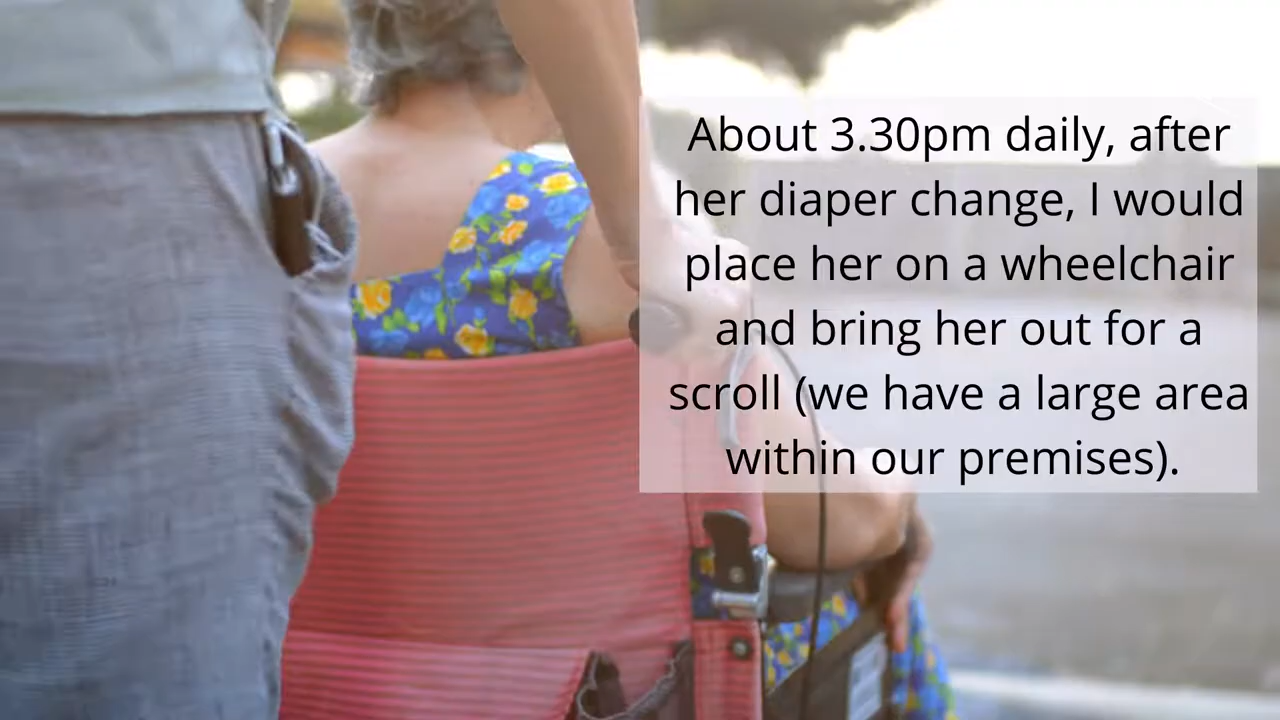 About 3.30pm daily, after
her diaper change, I would
place her on a wheelchair
and bring her out for a
scroll (we have a large area
within our premises).